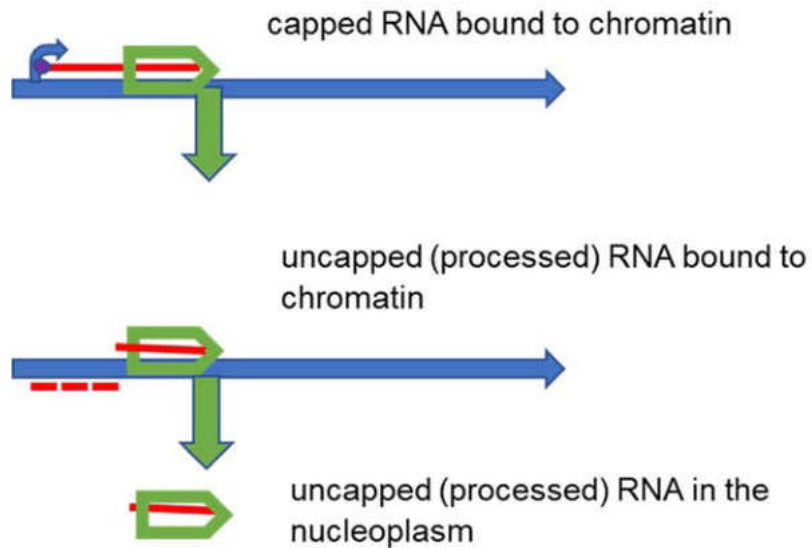 capped RNA bound to chromatin
uncapped (processed) RNA bound to
chromatin
uncapped (processed) RNA in the
nucleoplasm